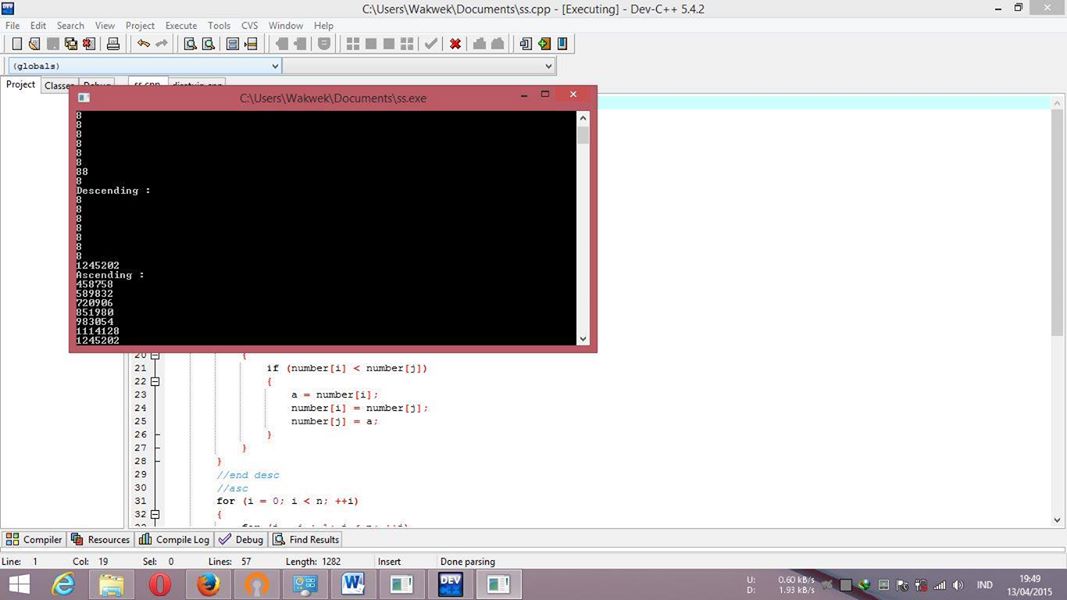 C:\Users\Wakwek\Documents\ss.cpp - [Executing] - Dev-C++ 5.4.2
File Edit Search View Project Execute Tools CVS Window Help
(globals)
Project Classes Debug ss.cpp
C:\Users\Wakwek\Documents\ss.exe
8
8
8
8
8
8
88
8
Descending :
8
8
8
8
8
8
8
1245202
Ascending :
458758
589832
720906
851980
983054
1114128
1245202
20 {
21 if (number[i] < number[j])
22 {
23 a = number[i];
24 number[i] = number[j];
25 number[j] = a;
26 }
27 }
28 }
29 //end desc
30 //asc
31 for (i = 0; i < n; ++i)
32 {
Compiler Resources Compile Log Debug Find Results
Line: 1 Col: 19 Sel: 0 Lines: 57 Length: 1282 Insert Done parsing
DEV
U: 0.60 kB/s
D: 1.93 kB/s
IND
19:49
13/04/2015